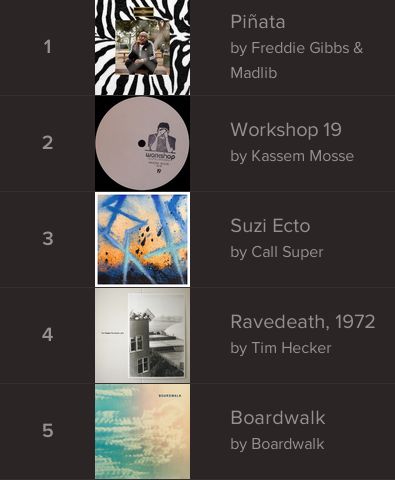 1
Piñata
by Freddie Gibbs &
Madlib
2
workshop
19
Workshop 19
by Kassem Mosse
3
Suzi Ecto
by Call Super
4
Ravedeath, 1972
by Tim Hecker
5
BOARDWALK
Boardwalk
by Boardwalk